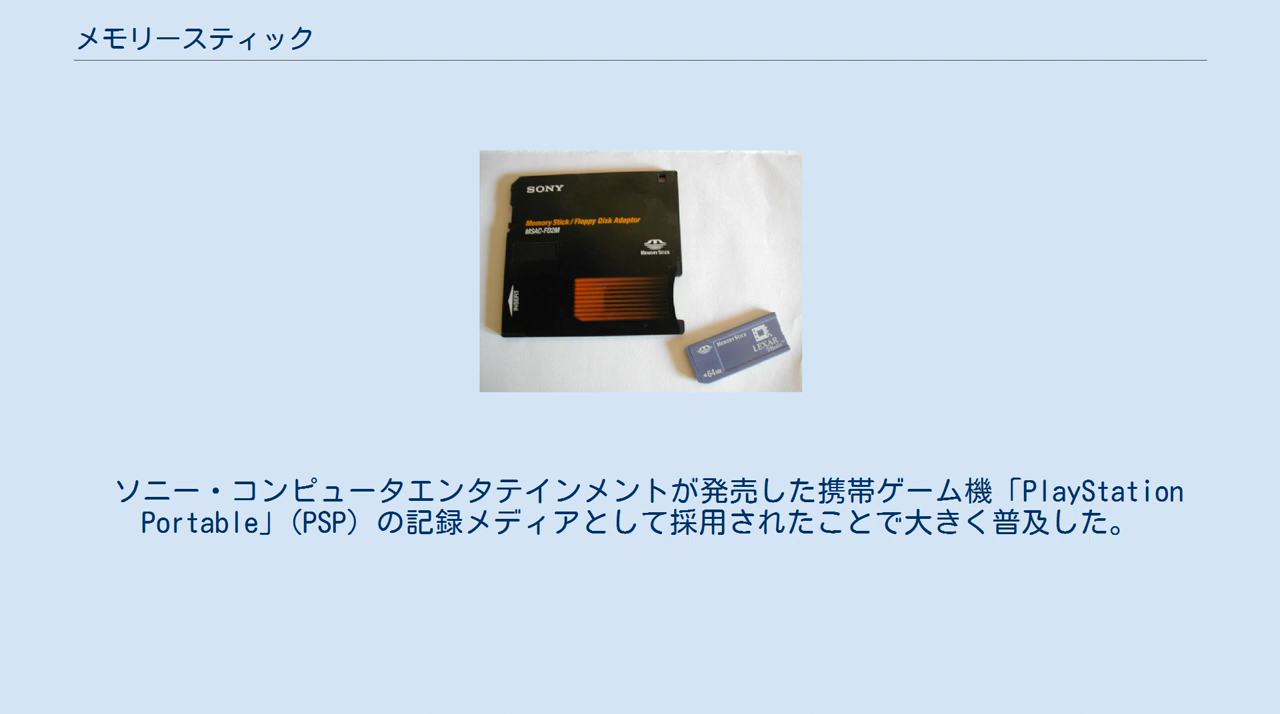 メモリースティック
SONY
Memory Stick / Floppy Disk Adaptor
MSAC-FD2M
MEMORY STICK
INSERT
MEMORY STICK
LEXAR
Media
64MB
ソニー・コンピュータエンタテインメントが発売した携帯ゲーム機「PlayStation
Portable」(PSP) の記録メディアとして採用されたことで大きく普及した。